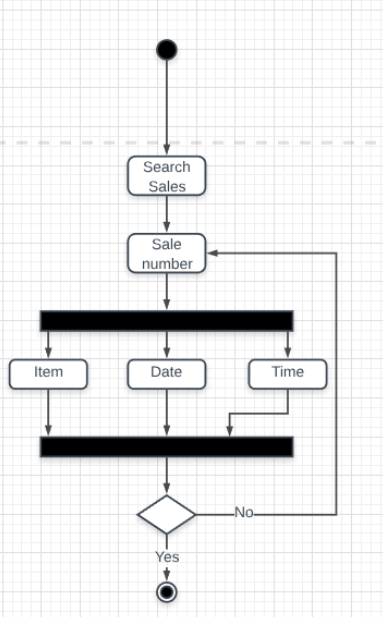 Search
Sales
Sale
number
Item
Date
Time
No
Yes